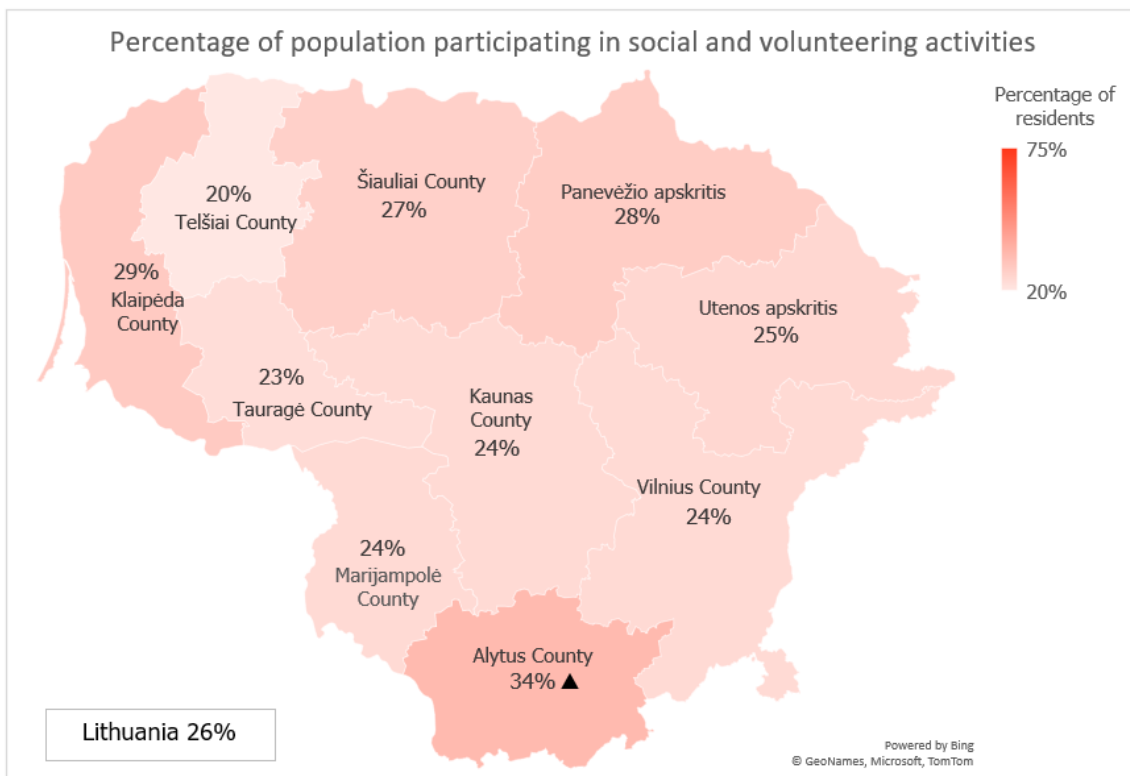 Percentage of population participating in social and volunteering activities
Percentage of
residents
75%
20%
20%
Telšiai County
Šiauliai County
27%
Panevėžio apskritis
28%
29%
Klaipėda
County
Utenos apskritis
25%
23%
Tauragė County
Kaunas
County
24%
Vilnius County
24%
24%
Marijampolė
County
Alytus County
34% ▲
Lithuania 26%
Powered by Bing
© GeoNames, Microsoft, TomTom